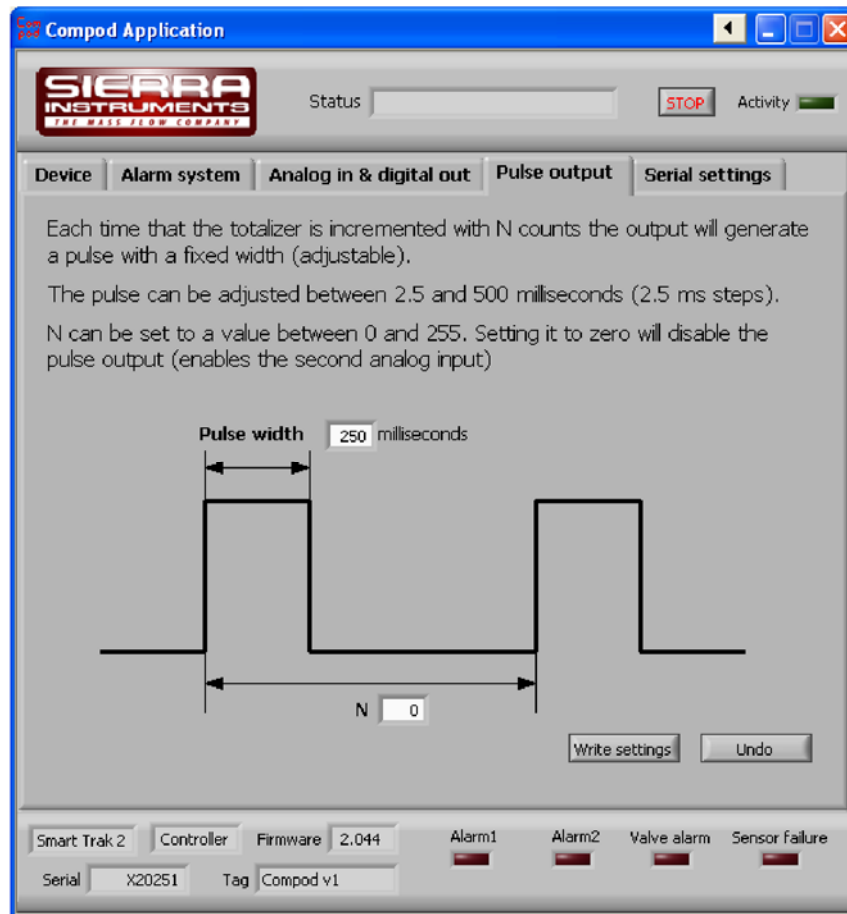 Com
pod
Compod Application
SIERRA
INSTRUMENTS
THE MASS FLOW COMPANY
Status
STOP
Activity
Device
Alarm system
Analog in & digital out
Pulse output
Serial settings
Each time that the totalizer is incremented with N counts the output will generate
a pulse with a fixed width (adjustable).
The pulse can be adjusted between 2.5 and 500 milliseconds (2.5 ms steps).
N can be set to a value between 0 and 255. Setting it to zero will disable the
pulse output (enables the second analog input)
Pulse width 250 milliseconds
N 0
Write settings
Undo
Smart Trak 2
Controller
Firmware 2.044
Alarm1
Alarm2
Valve alarm
Sensor failure
Serial X20251
Tag Compod v1